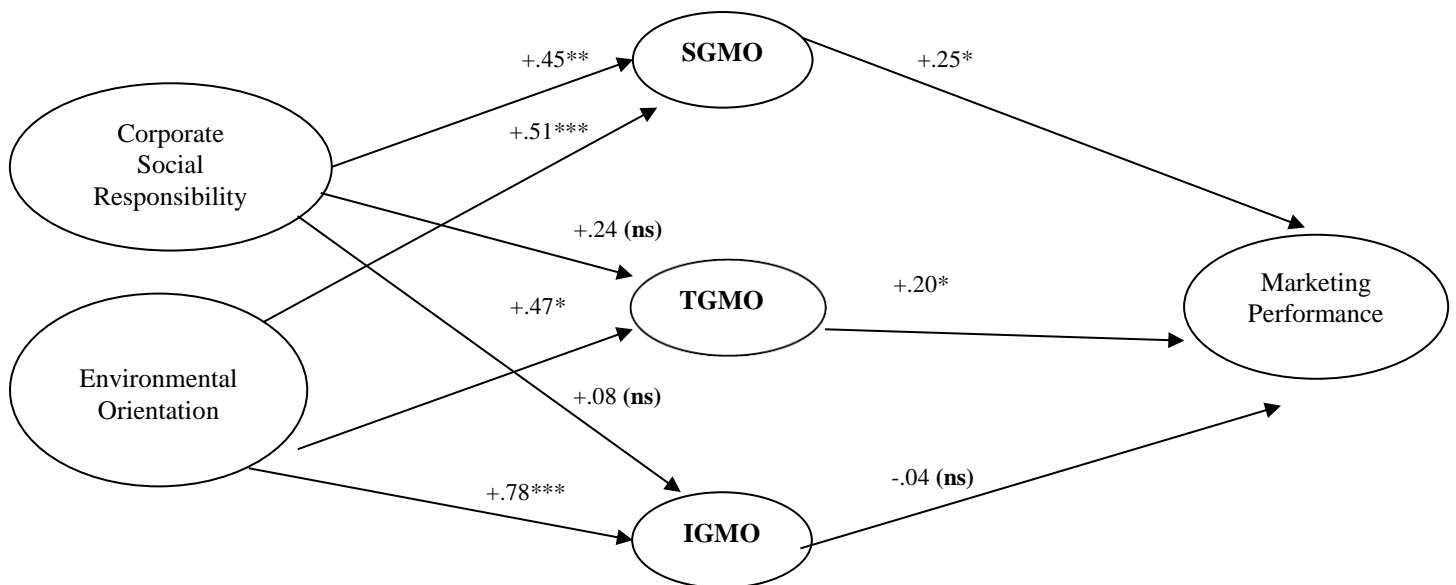 +.45**
SGMO
+.25*
Corporate
Social
Responsibility
+.51***
+.24 (ns)
TGMO
+.20*
Marketing
Performance
+.47*
Environmental
Orientation
+.08 (ns)
+.78***
IGMO
-.04 (ns)